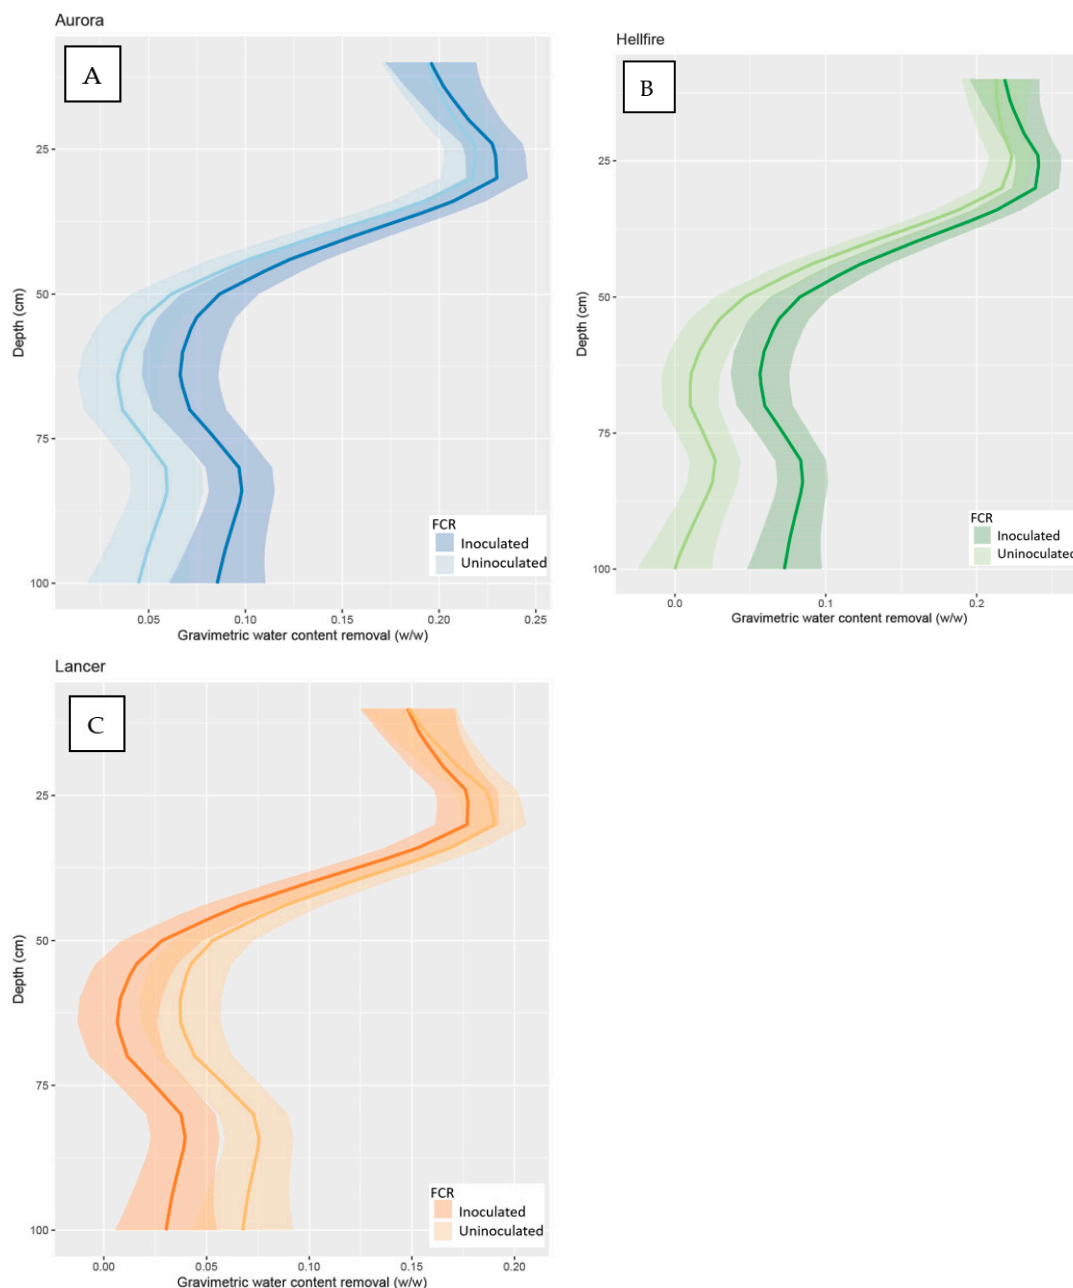 Aurora
A
25
50
75
100
Depth (cm)
0.05
0.10
0.15
0.20
0.25
Gravimetric water content removal (w/w)
FCR
Inoculated
Uninoculated
Hellfire
B
25
50
75
100
Depth (cm)
0.0
0.1
0.2
Gravimetric water content removal (w/w)
FCR
Inoculated
Uninoculated
Lancer
C
25
50
75
100
Depth (cm)
0.00
0.05
0.10
0.15
0.20
Gravimetric water content removal (w/w)
FCR
Inoculated
Uninoculated